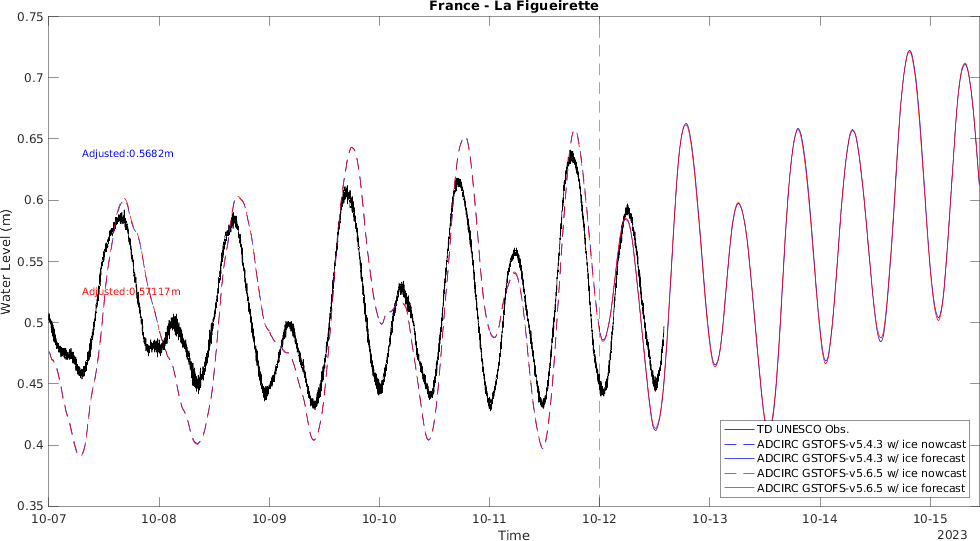 France - La Figueirette
0.75
0.7
0.65
0.6
0.55
0.5
0.45
0.4
0.35
Water Level (m)
Adjusted:0.5682m
Adjusted:0.57117m
TD UNESCO Obs.
ADCIRC GSTOFS-v5.4.3 w/ ice nowcast
ADCIRC GSTOFS-v5.4.3 w/ ice forecast
ADCIRC GSTOFS-v5.6.5 w/ ice nowcast
ADCIRC GSTOFS-v5.6.5 w/ ice forecast
10-07 10-08 10-09 10-10 10-11 10-12 10-13 10-14 10-15
Time
2023